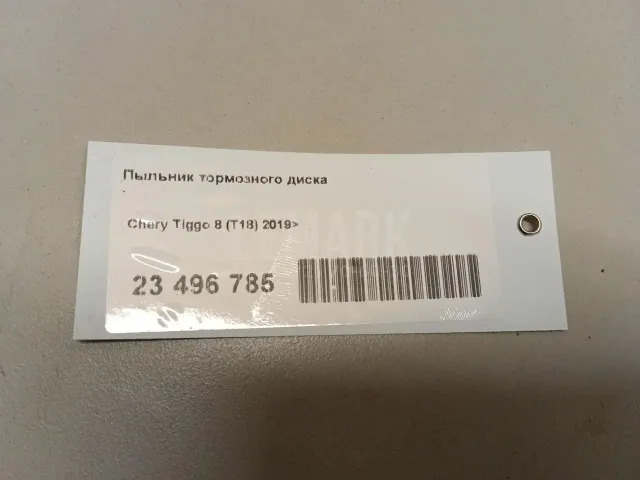 Пыльник тормозного диска
Chery Tiggo 8 (T18) 2019>
23 496 785